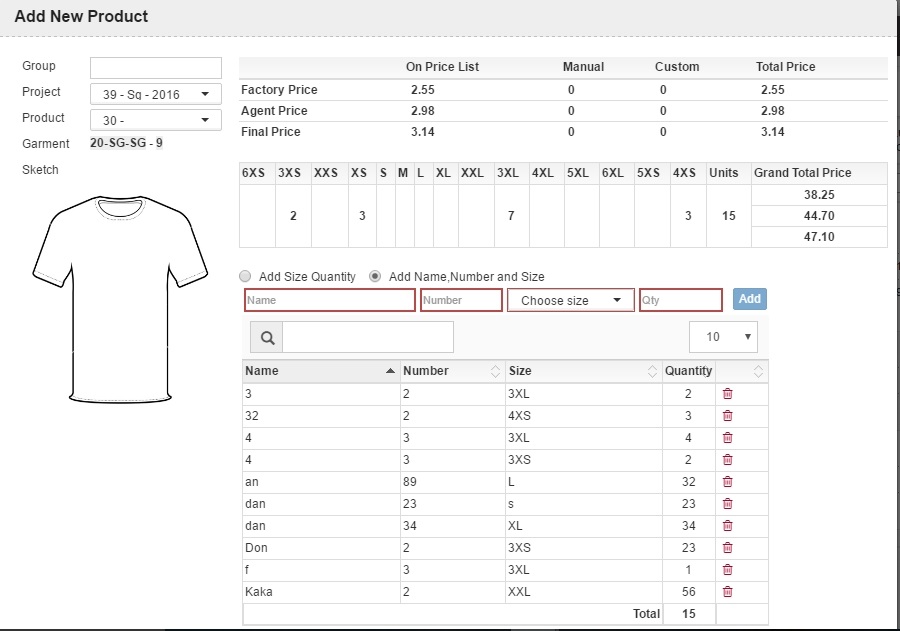 Add New Product
Group
Project 39 - Sg - 2016
Product 30 -
Garment 20-SG-SG - 9
Sketch
On Price List Manual Custom Total Price
Factory Price 2.55 0 0 2.55
Agent Price 2.98 0 0 2.98
Final Price 3.14 0 0 3.14
6XS 3XS XXS XS S M L XL XXL 3XL 4XL 5XL 6XL 5XS 4XS Units Grand Total Price
38.25
2 3 7 3 15 44.70
47.10
Add Size Quantity Add Name,Number and Size
Name Number Choose size Qty Add
10
Name Number Size Quantity
3 2 3XL 2
32 2 4XS 3
4 3 3XL 4
4 3 3XS 2
an 89 L 32
dan 23 s 23
dan 34 XL 34
Don 2 3XS 23
f 3 3XL 1
Kaka 2 XXL 56
Total 15